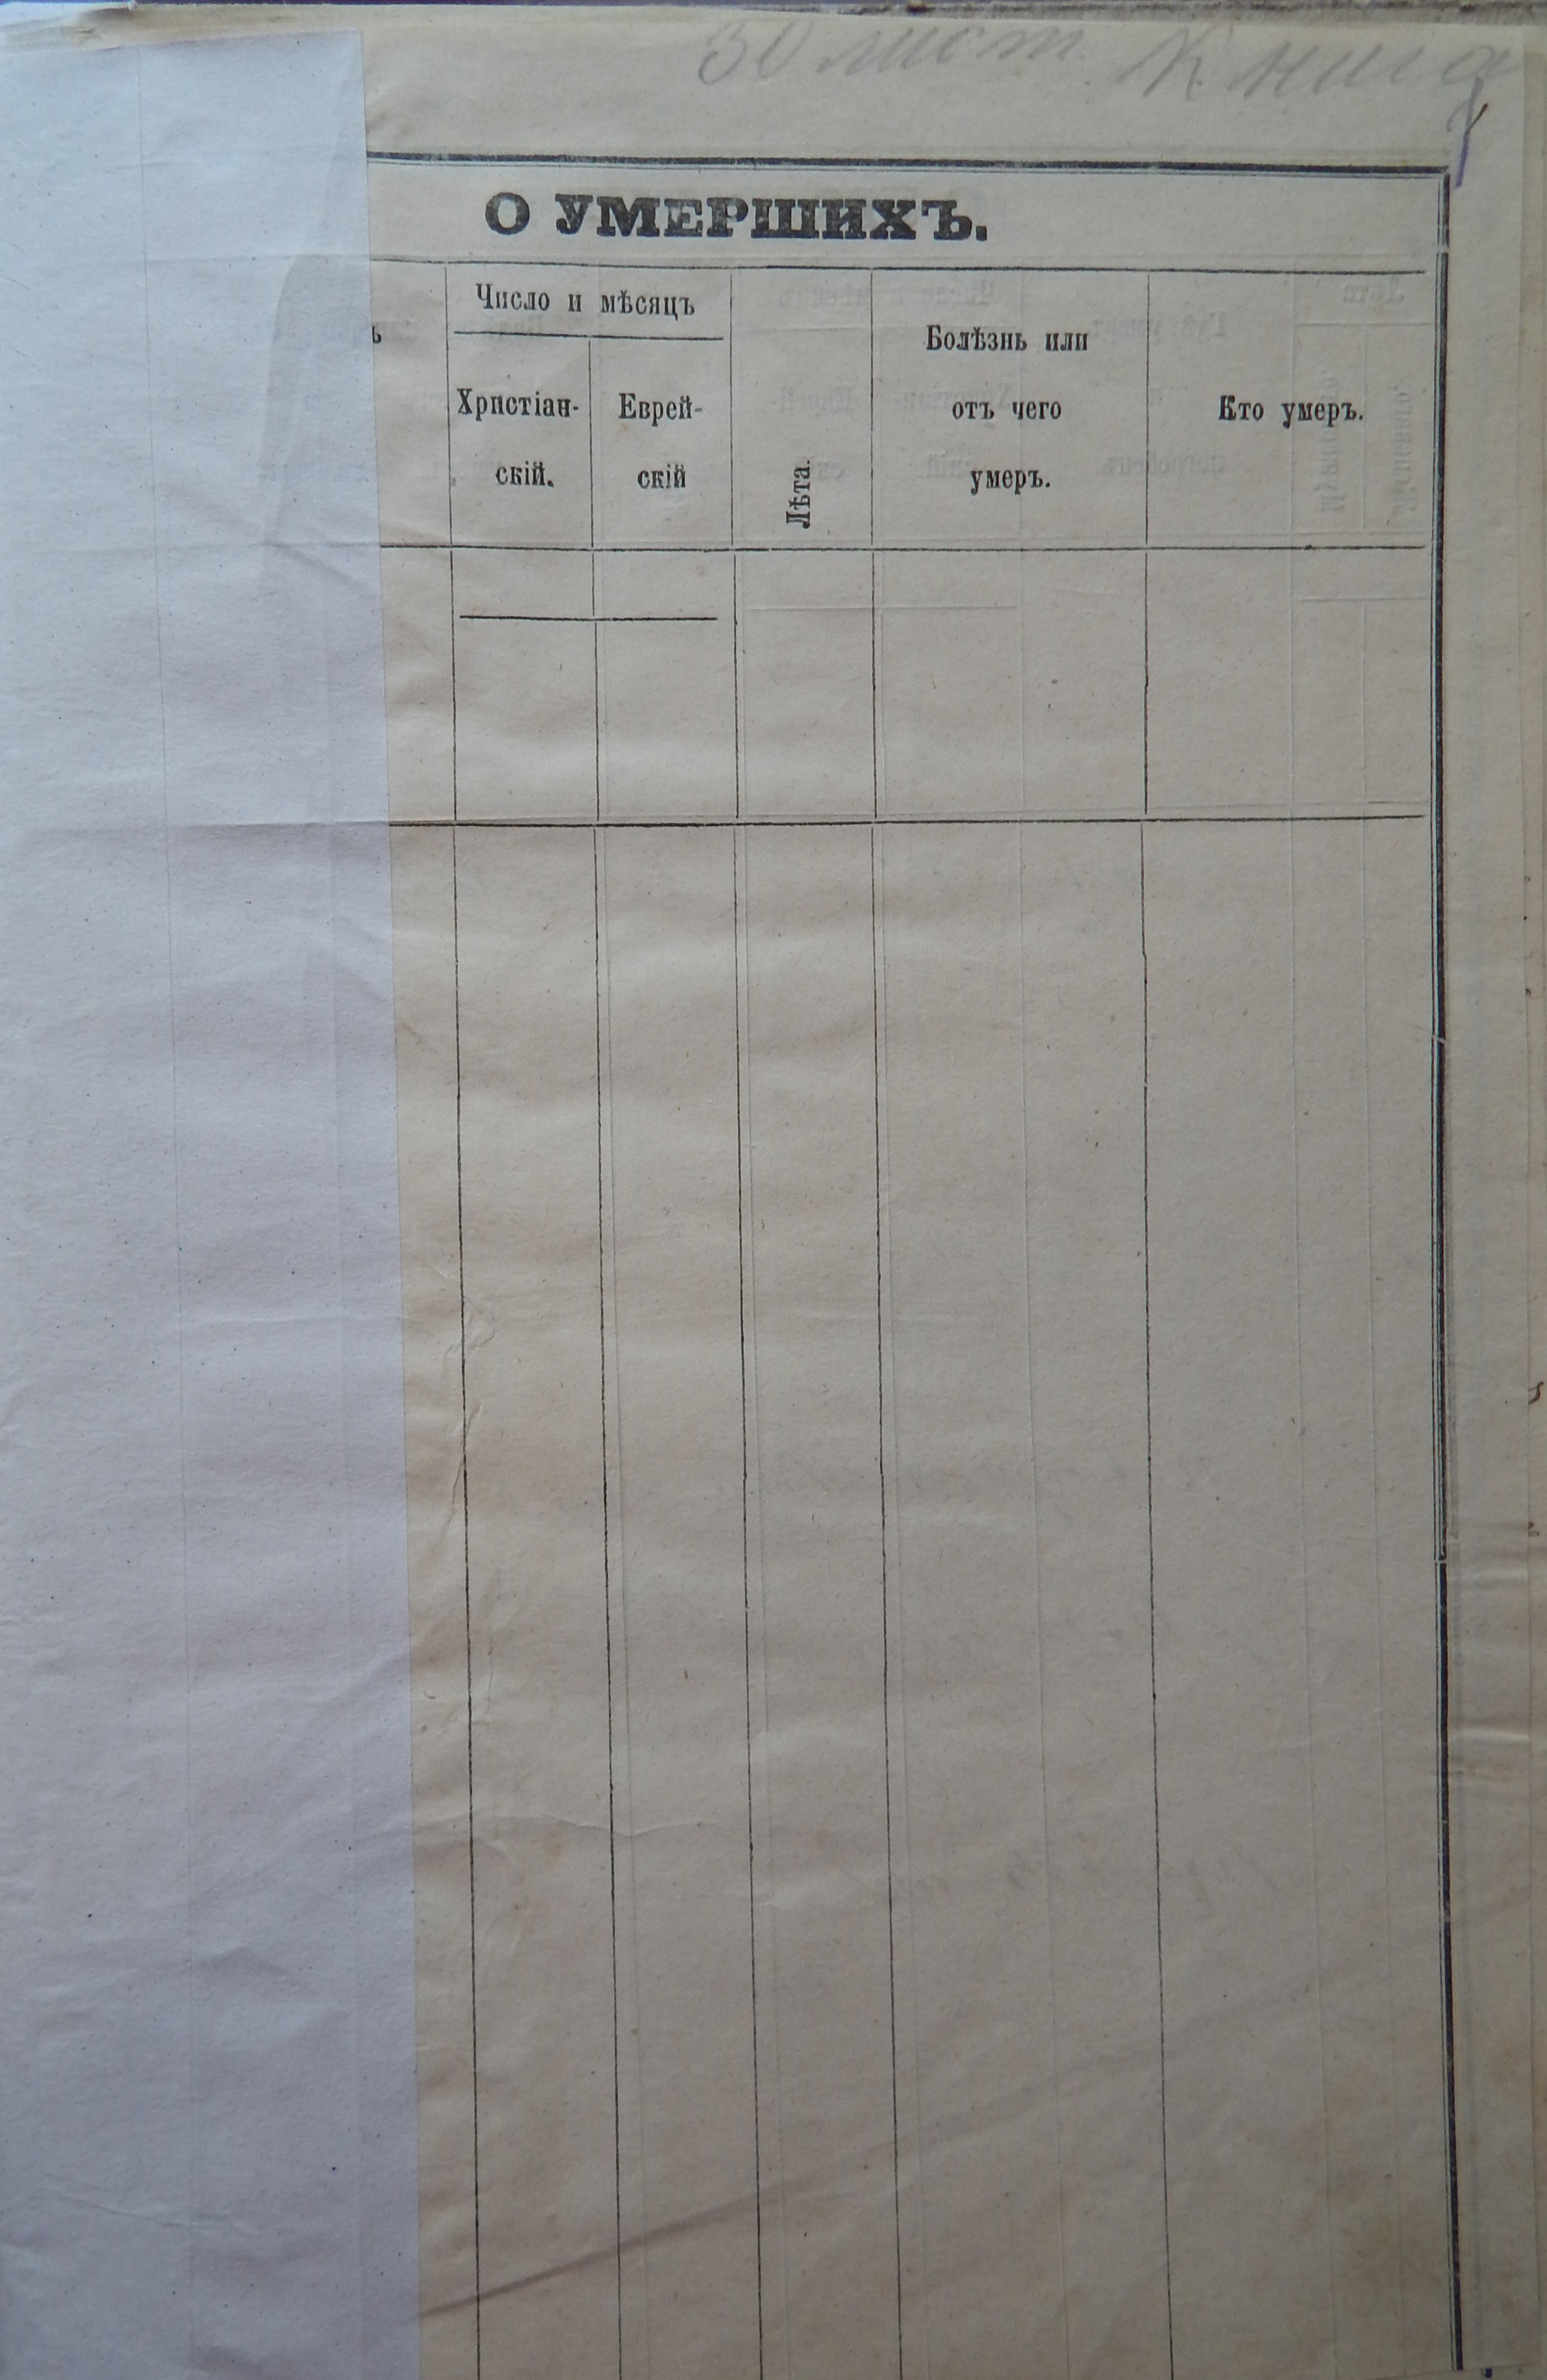 30 лист. Книга
О УМЕРШИХЪ.
Число и мѣсяцъ
Христіан-
скій.
Еврей-
скій
Лѣта.
Болѣзнь или
отъ чего
умеръ.
Кто умеръ.